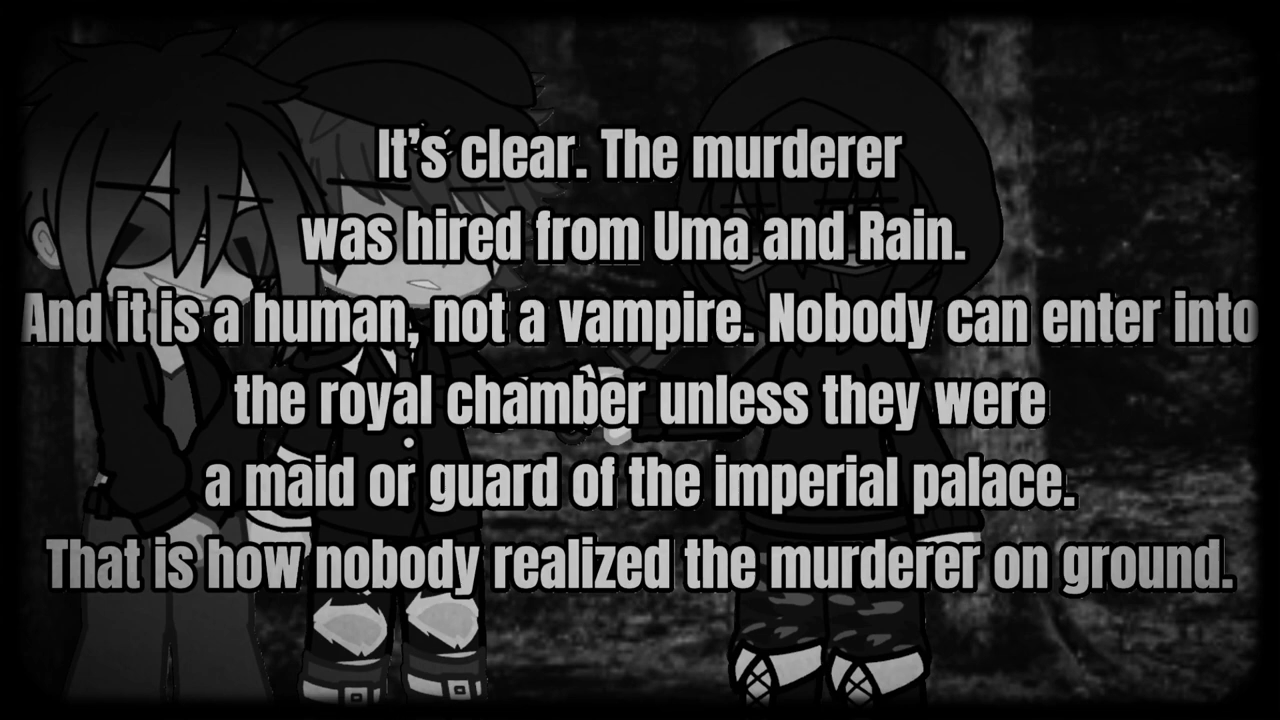 It's clear. The murderer
was hired from Uma and Rain.
And it is a human, not a vampire. Nobody can enter into
the royal chamber unless they were
a maid or guard of the imperial palace.
That is how nobody realized the murderer on ground.